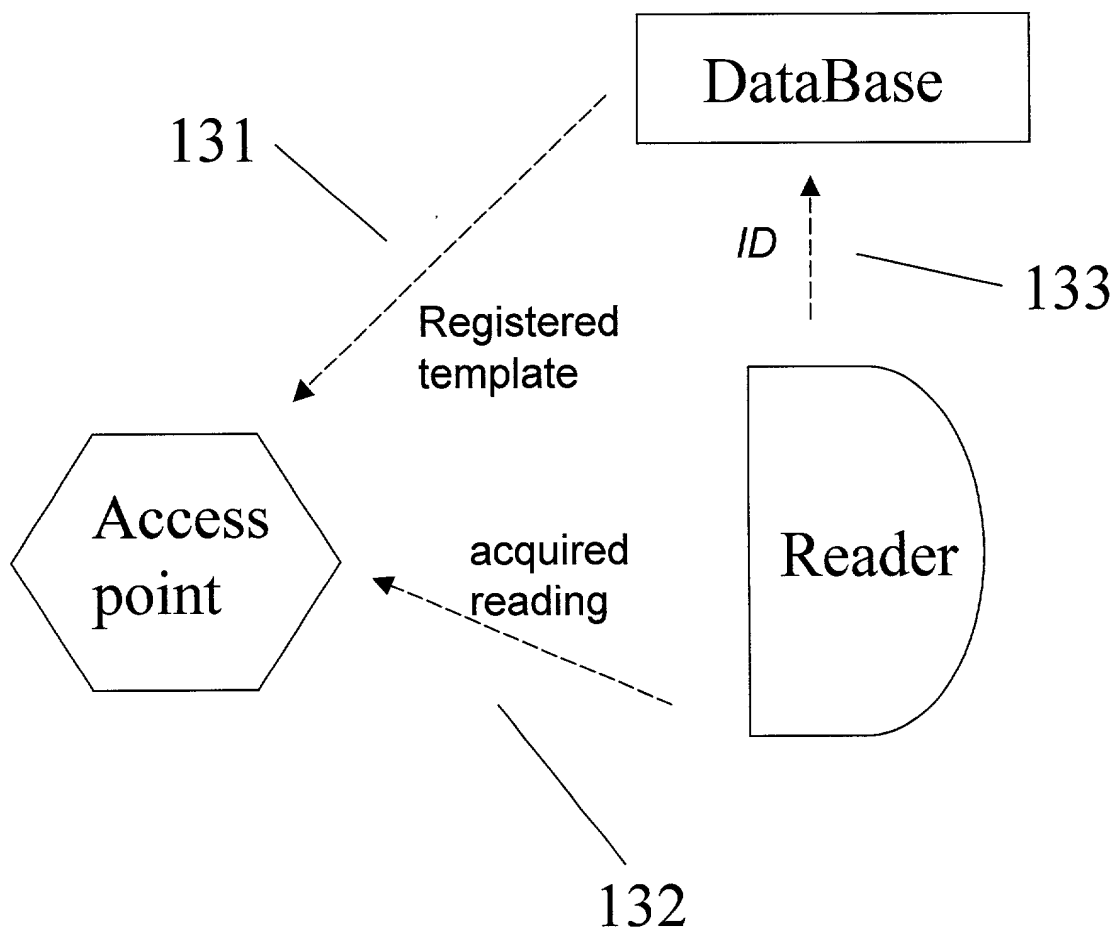 DataBase
131
ID
133
Registered
template
Access
point
acquired
reading
Reader
132